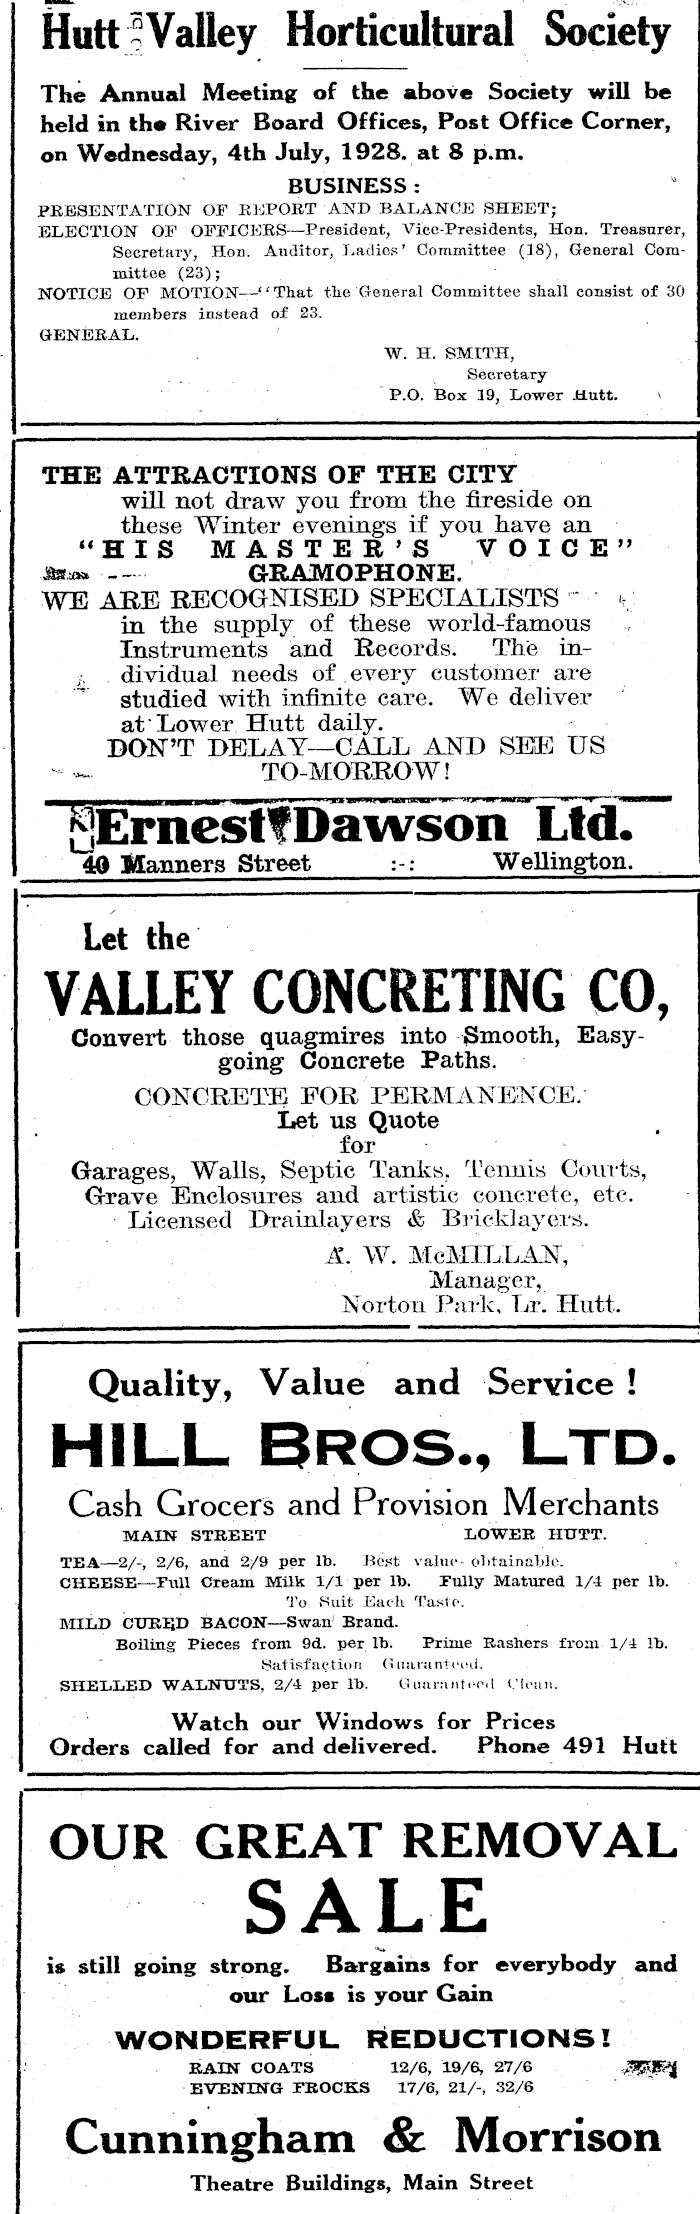 Hutt Valley Horticultural Society
The Annual Meeting of the above Society will be
held in the River Board Offices, Post Office Corner,
on Wednesday, 4th July, 1928. at 8 p.m.
BUSINESS :
PRESENTATION OF REPORT AND BALANCE SHEET;
ELECTION OF OFFICERS—President, Vice-Presidents, Hon. Treasurer,
Secretary, Hon. Auditor, Ladies' Committee (18), General Com-
mittee (23);
NOTICE OF MOTION—"That the General Committee shall consist of 30
members instead of 23.
GENERAL.
W. H. SMITH,
Secretary
P.O. Box 19, Lower Hutt.
THE ATTRACTIONS OF THE CITY
will not draw you from the fireside on
these Winter evenings if you have an
"HIS MASTER'S VOICE"
GRAMOPHONE.
WE ARE RECOGNISED SPECIALISTS
in the supply of these world-famous
Instruments and Records. The in-
dividual needs of every customer are
studied with infinite care. We deliver
at Lower Hutt daily.
DON'T DELAY—CALL AND SEE US
TO-MORROW!
Ernest Dawson Ltd.
40 Manners Street :-: Wellington.
Let the
VALLEY CONCRETING CO,
Convert those quagmires into Smooth, Easy-
going Concrete Paths.
CONCRETE FOR PERMANENCE.
Let us Quote
for
Garages, Walls, Septic Tanks, Tennis Courts,
Grave Enclosures and artistic concrete, etc.
Licensed Drainlayers & Bricklayers.
A. W. McMILLAN,
Manager,
Norton Park, Lr. Hutt.
Quality, Value and Service !
HILL BROS., LTD.
Cash Grocers and Provision Merchants
MAIN STREET LOWER HUTT.
TEA—2/-, 2/6, and 2/9 per lb. Best value obtainable.
CHEESE—Full Cream Milk 1/1 per lb. Fully Matured 1/4 per lb.
To Suit Each Taste.
MILD CURED BACON—Swan Brand.
Boiling Pieces from 9d. per lb. Prime Rashers from 1/4 lb.
Satisfaction Guaranteed.
SHELLED WALNUTS, 2/4 per lb. Guaranteed Clean.
Watch our Windows for Prices
Orders called for and delivered. Phone 491 Hutt
OUR GREAT REMOVAL
SALE
is still going strong. Bargains for everybody and
our Loss is your Gain
WONDERFUL REDUCTIONS!
RAIN COATS 12/6, 19/6, 27/6
EVENING FROCKS 17/6, 21/-, 32/6
Cunningham & Morrison
Theatre Buildings, Main Street